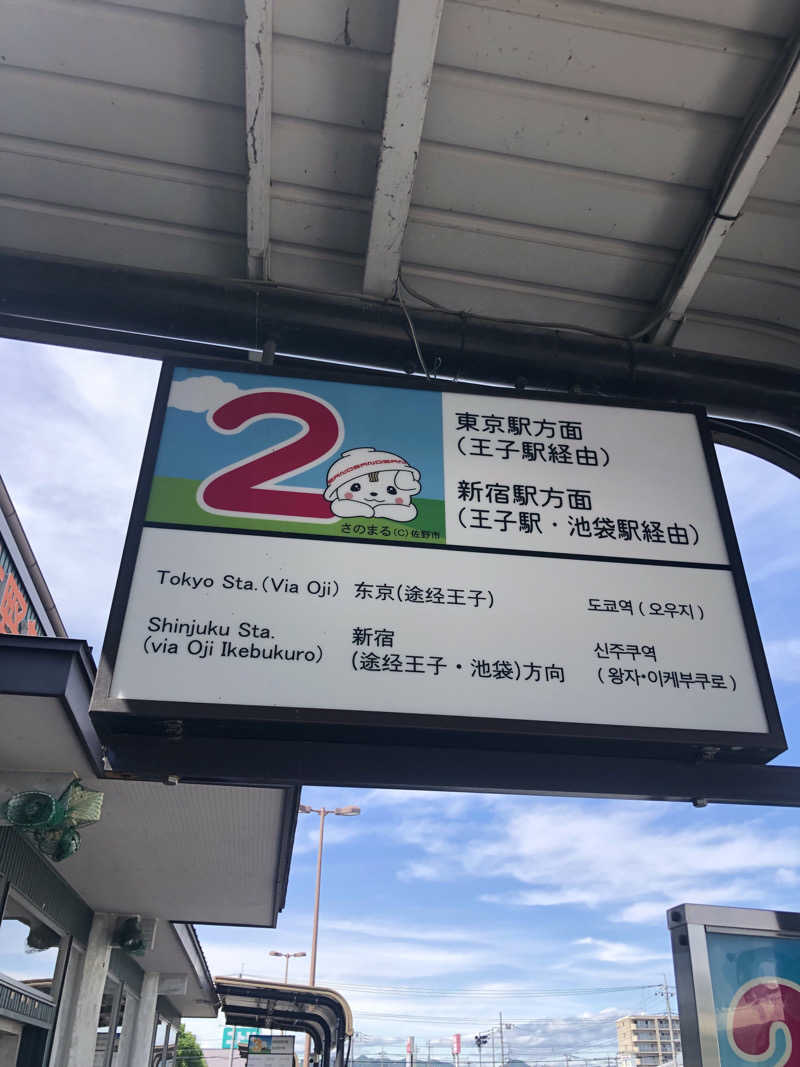 2
SANOSANOSANO
さのまる(C)佐野市
東京駅方面
(王子駅経由)
新宿駅方面
(王子駅・池袋駅経由)
Tokyo Sta.(Via Oji)
东京(途经王子)
도쿄역 ( 오우지 )
Shinjuku Sta.
(via Oji Ikebukuro)
新宿
(途经王子・池袋)方向
신주쿠역
( 왕자•이케부쿠로 )
2